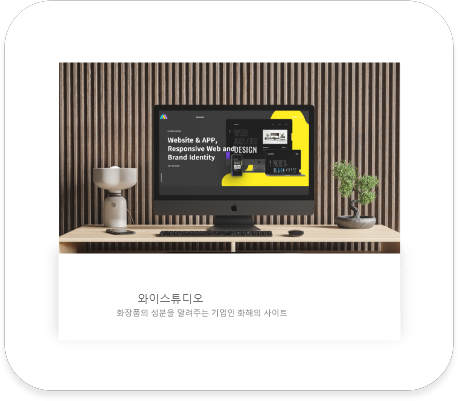 Website & APP,
Responsive Web and
Brand Identity
DESIGN
와이스튜디오
화장품의 성분을 알려주는 기업인 화해의 사이트